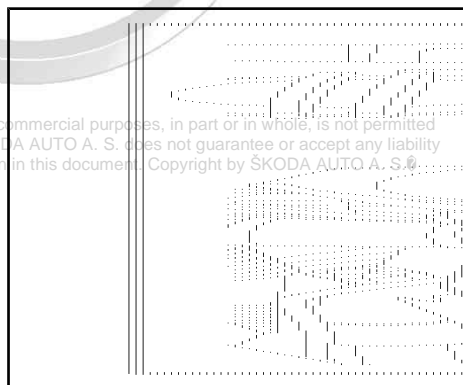 commercial purposes, in part or in whole, is not permitted
DA AUTO A. S. does not guarantee or accept any liability
n in this document. Copyright by ŠKODA AUTO A. S.�